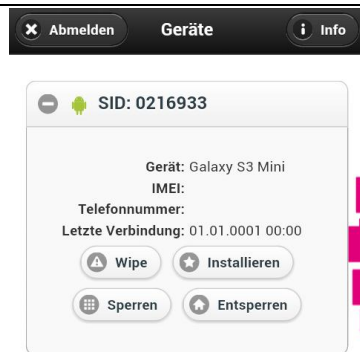 Abmelden Geräte Info
SID: 0216933
Gerät: Galaxy S3 Mini
IMEI:
Telefonnummer:
Letzte Verbindung: 01.01.0001 00:00
Wipe Installieren
Sperren Entsperren